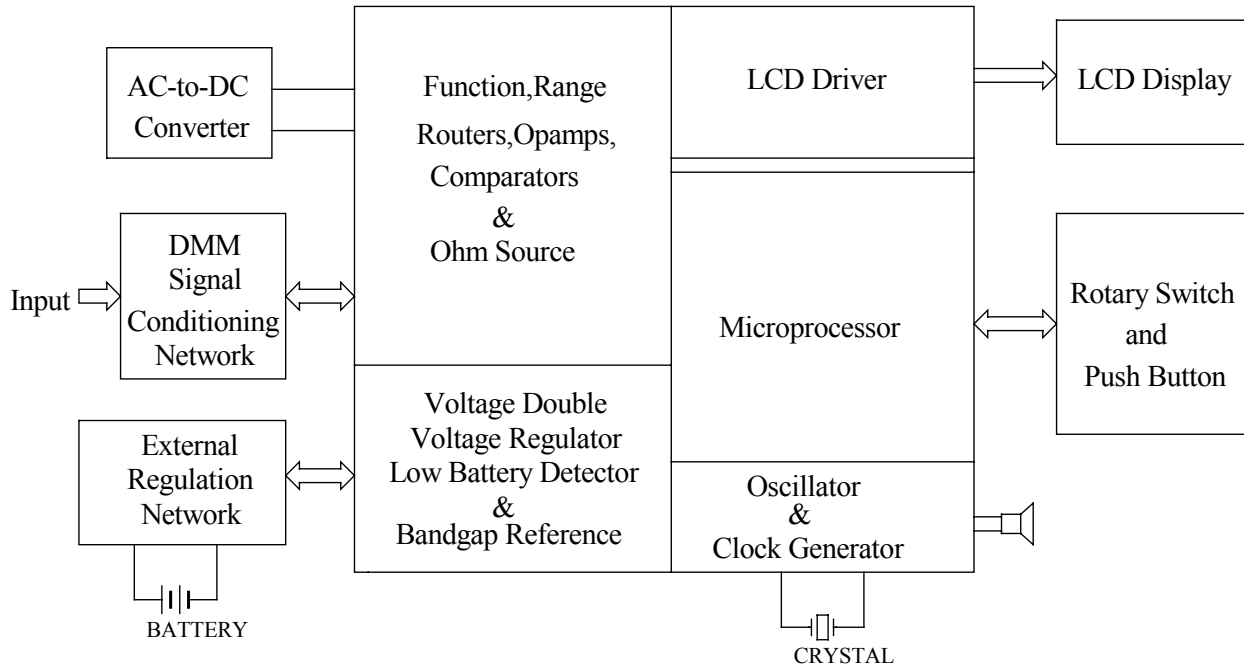 AC-to-DC
Converter
Function,Range
Routers,Opamps,
Comparators
&
Ohm Source
LCD Driver
LCD Display
Input
DMM
Signal
Conditioning
Network
Microprocessor
Rotary Switch
and
Push Button
External
Regulation
Network
BATTERY
Voltage Double
Voltage Regulator
Low Battery Detector
&
Bandgap Reference
Oscillator
&
Clock Generator
CRYSTAL